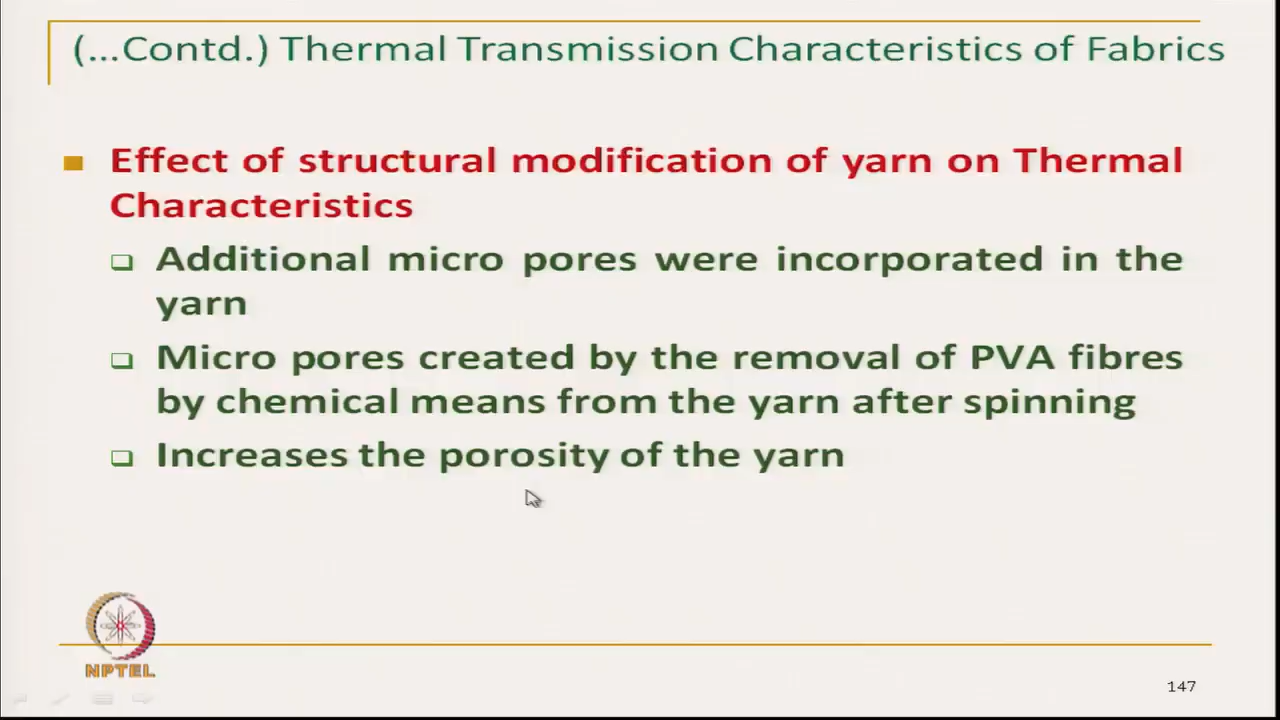 (...Contd.) Thermal Transmission Characteristics of Fabrics
Effect of structural modification of yarn on Thermal
Characteristics
Additional micro pores were incorporated in the
yarn
Micro pores created by the removal of PVA fibres
by chemical means from the yarn after spinning
Increases the porosity of the yarn
NPTEL
147